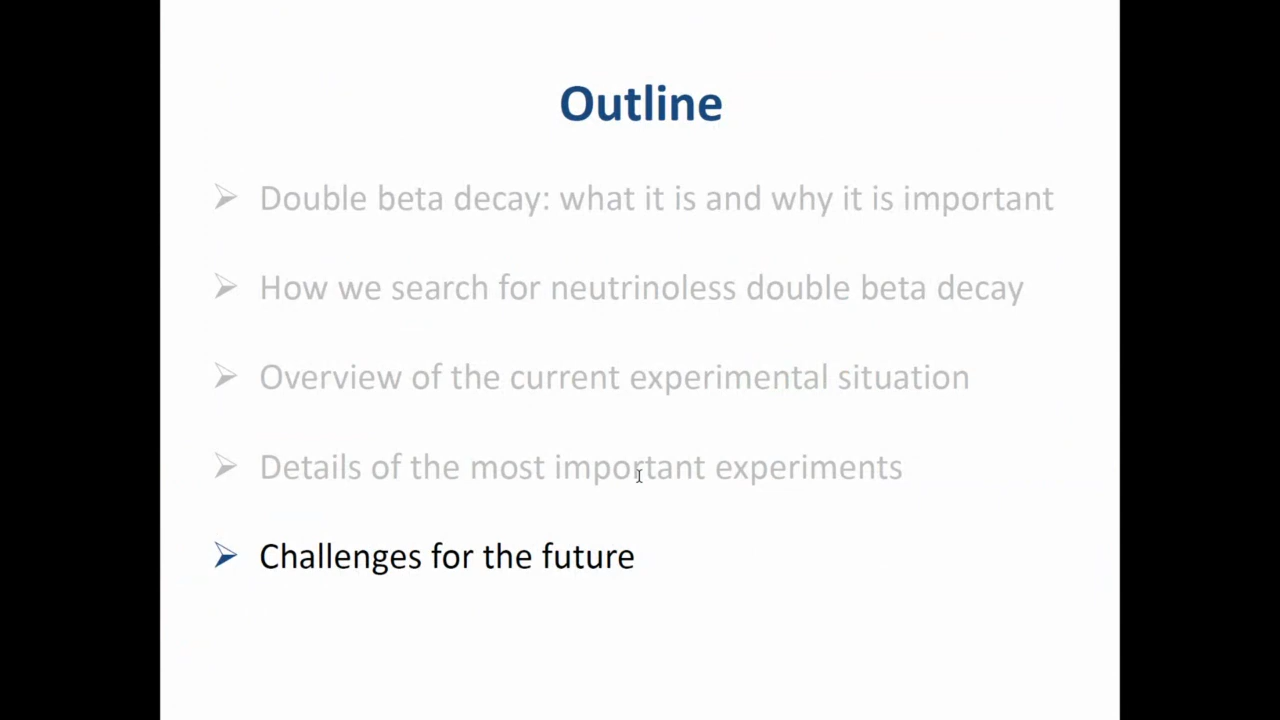 Outline
➢ Double beta decay: what it is and why it is important
➢ How we search for neutrinoless double beta decay
➢ Overview of the current experimental situation
➢ Details of the most important experiments
➢ Challenges for the future